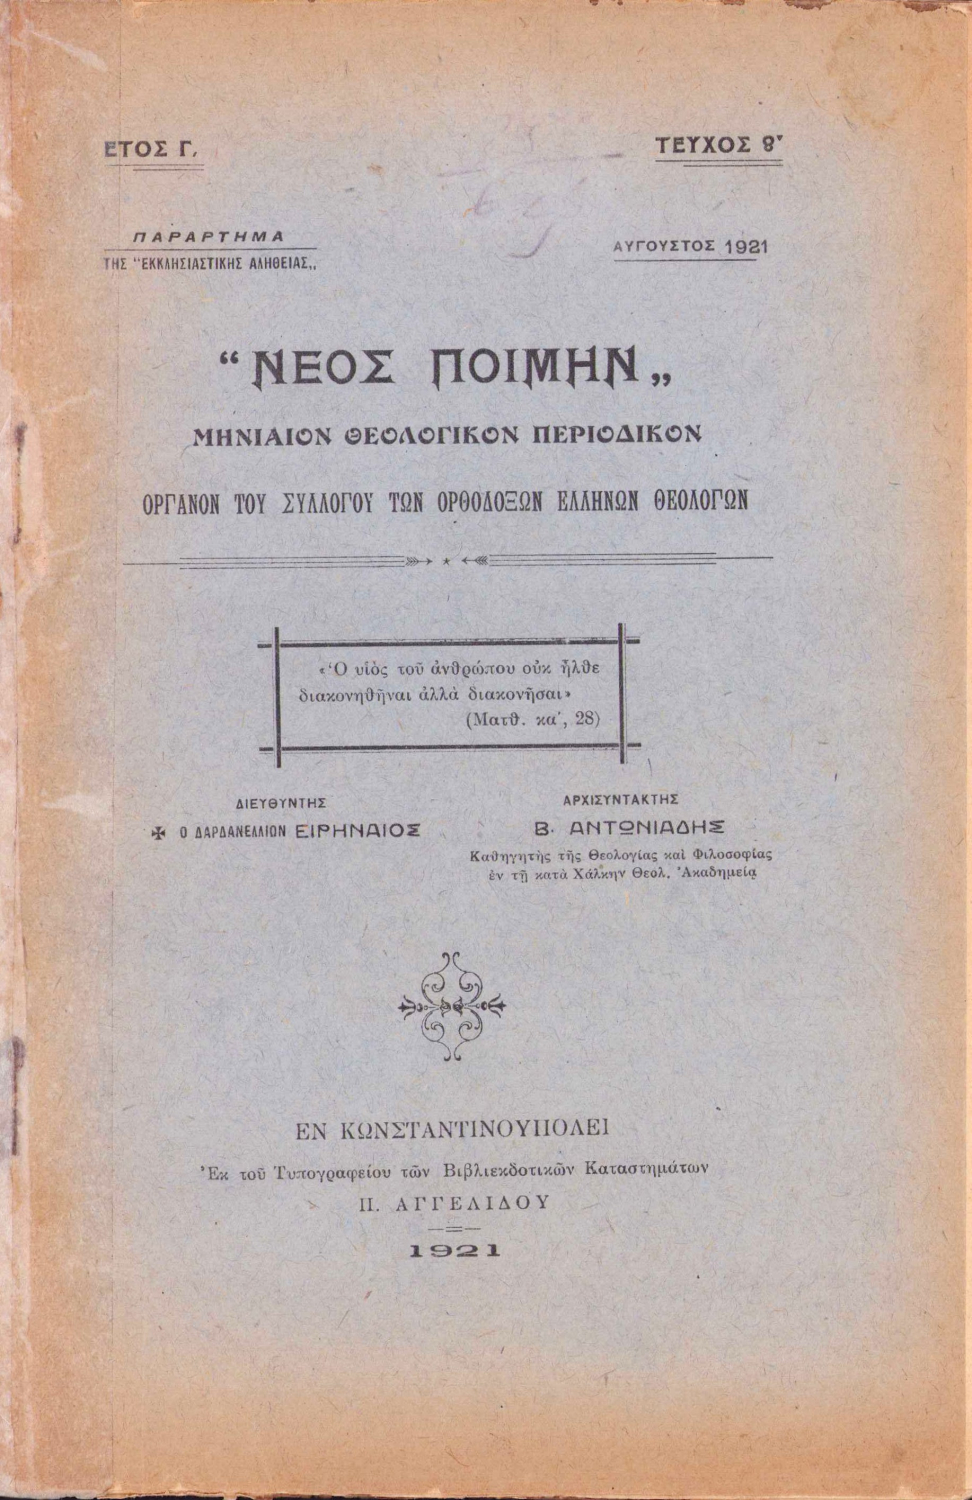 ΕΤΟΣ Γ.
ΤΕΥΧΟΣ 8ον
ΠΑΡΑΡΤΗΜΑ
ΤΗΣ "ΕΚΚΛΗΣΙΑΣΤΙΚΗΣ ΑΛΗΘΕΙΑΣ„
ΑΥΓΟΥΣΤΟΣ 1921
“ΝΕΟΣ ΠΟΙΜΗΝ„
ΜΗΝΙΑΙΟΝ ΘΕΟΛΟΓΙΚΟΝ ΠΕΡΙΟΔΙΚΟΝ
ΟΡΓΑΝΟΝ ΤΟΥ ΣΥΛΛΟΓΟΥ ΤΩΝ ΟΡΘΟΔΟΞΩΝ ΕΛΛΗΝΩΝ ΘΕΟΛΟΓΩΝ
«Ὁ υἱὸς τοῦ ἀνθρώπου οὐκ ἦλθε
διακονηθῆναι ἀλλὰ διακονῆσαι»
(Ματθ. κα', 28)
ΔΙΕΥΘΥΝΤΗΣ
✠ Ο ΔΑΡΔΑΝΕΛΛΙΩΝ ΕΙΡΗΝΑΙΟΣ
ΑΡΧΙΣΥΝΤΑΚΤΗΣ
Β. ΑΝΤΩΝΙΑΔΗΣ
Καθηγητὴς τῆς Θεολογίας καὶ Φιλοσοφίας
ἐν τῇ κατὰ Χάλκην Θεολ. Ἀκαδημείᾳ
ΕΝ ΚΩΝΣΤΑΝΤΙΝΟΥΠΟΛΕΙ
Ἐκ τοῦ Τυπογραφείου τῶν Βιβλιεκδοτικῶν Καταστημάτων
Π. ΑΓΓΕΛΙΔΟΥ
1921